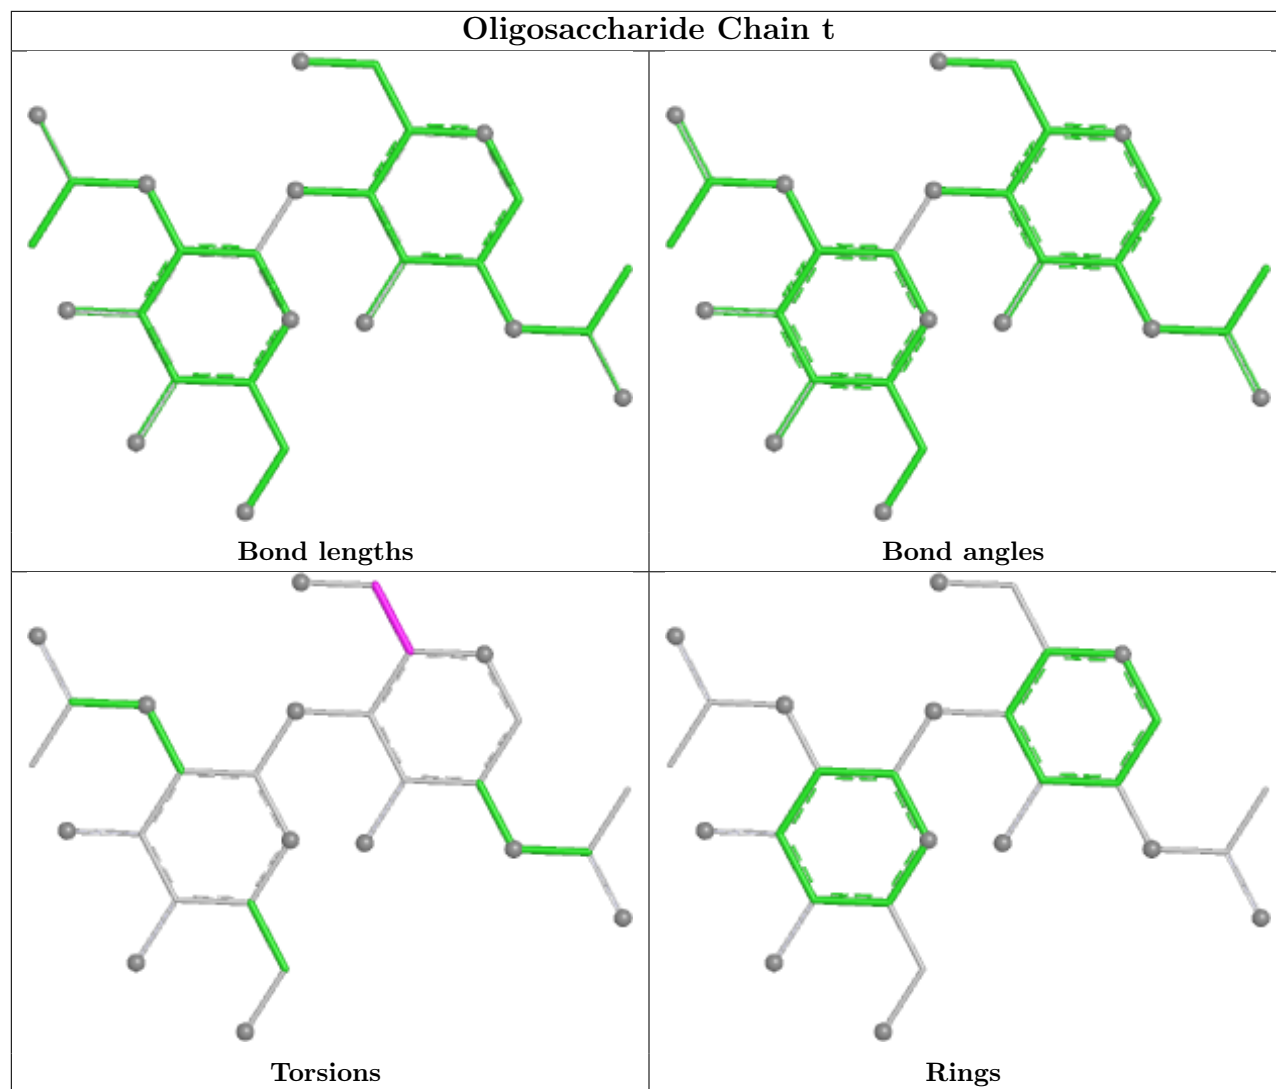 Oligosaccharide Chain t
Bond lengths
Bond angles
Torsions
Rings